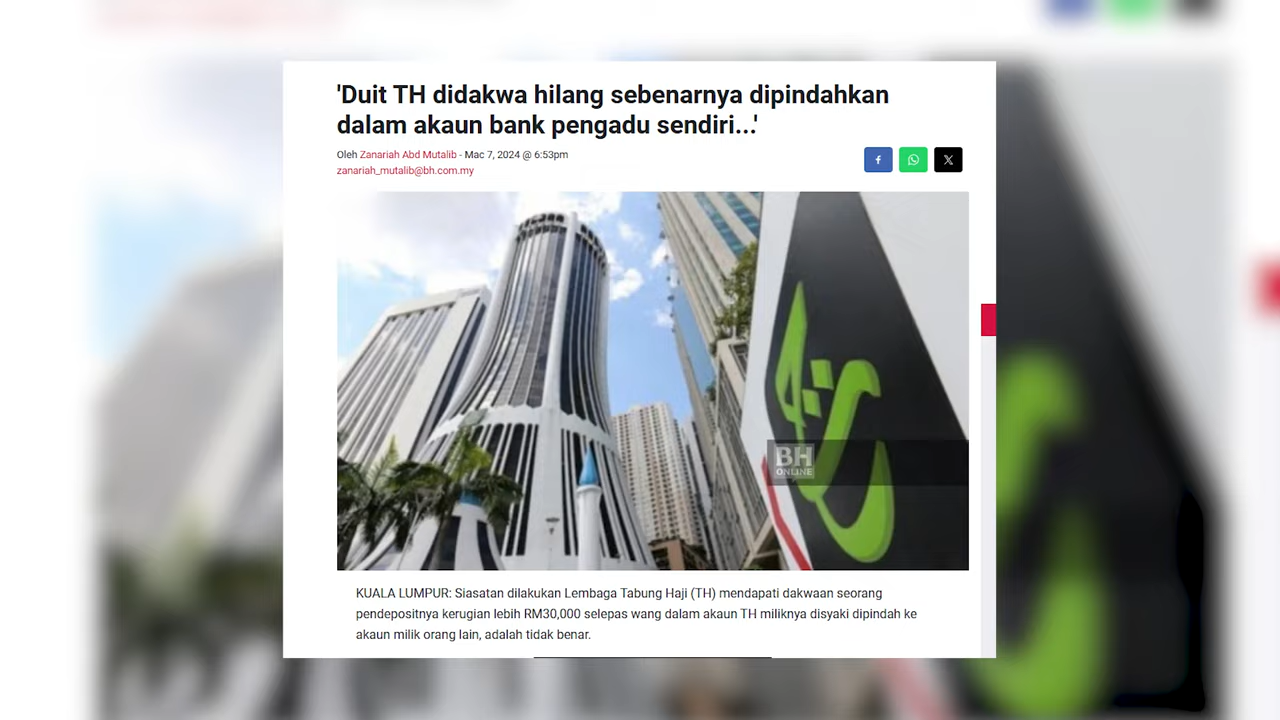 'Duit TH didakwa hilang sebenarnya dipindahkan
dalam akaun bank pengadu sendiri...'
Oleh Zanariah Abd Mutalib - Mac 7, 2024 @ 6:53pm
zanariah_mutalib@bh.com.my
BH
ONLINE
KUALA LUMPUR: Siasatan dilakukan Lembaga Tabung Haji (TH) mendapati dakwaan seorang
pendepositnya kerugian lebih RM30,000 selepas wang dalam akaun TH miliknya disyaki dipindah ke
akaun milik orang lain, adalah tidak benar.